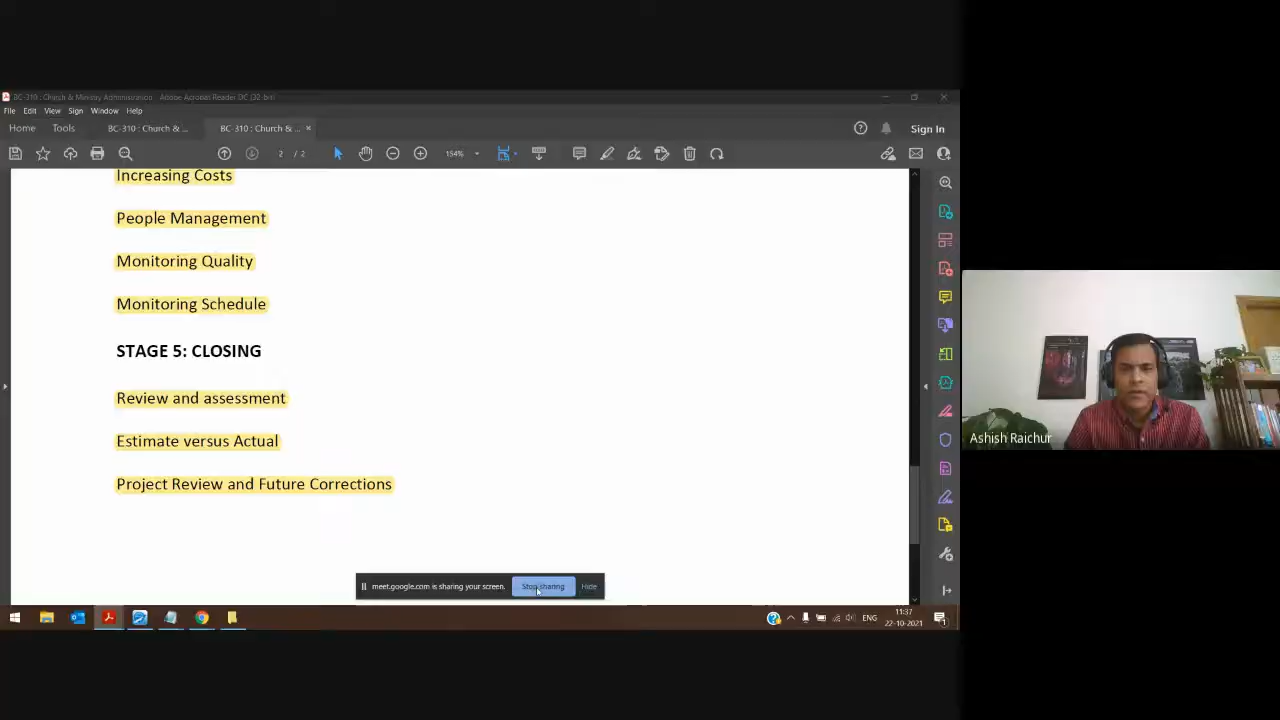 BC-310 : Church & Ministry Administration - Adobe Acrobat Reader DC (32-bit)
File Edit View Sign Window Help
Home Tools BC-310 : Church & ... BC-310 : Church & ... × Sign In
2 / 2 154%
Increasing Costs
People Management
Monitoring Quality
Monitoring Schedule
STAGE 5: CLOSING
Review and assessment
Estimate versus Actual
Project Review and Future Corrections
Ashish Raichur
meet.google.com is sharing your screen. Stop sharing Hide
ENG 11:37
22-10-2021